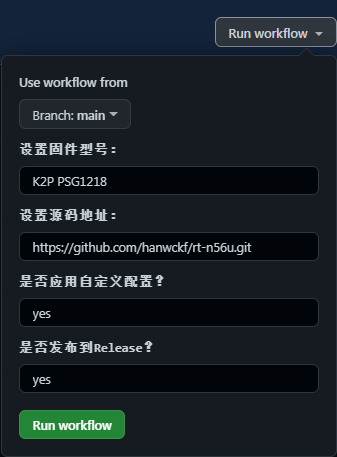 Run workflow
Use workflow from
Branch: main
设置固件型号：
K2P PSG1218
设置源码地址：
https://github.com/hanwckf/rt-n56u.git
是否应用自定义配置？
yes
是否发布到Release？
yes
Run workflow